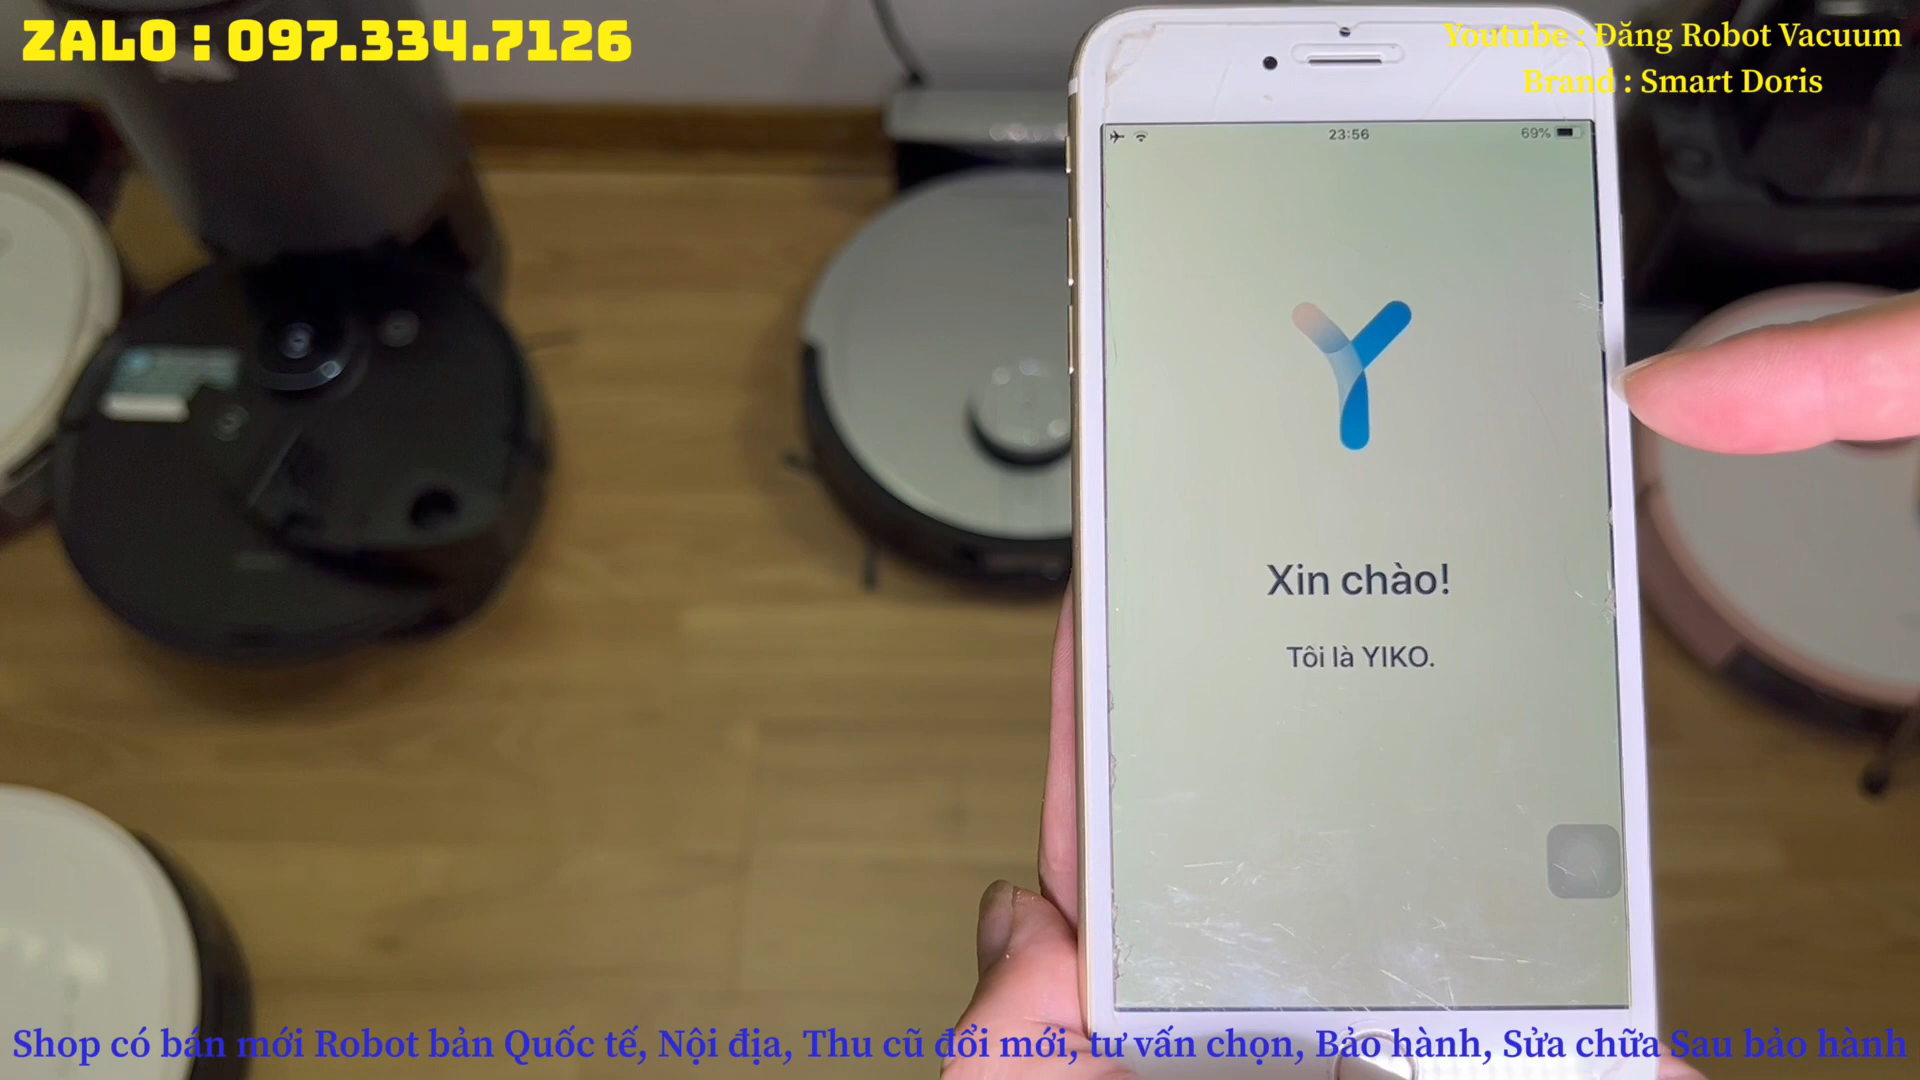 ZALO : 097.334.7126
Youtube : Đăng Robot Vacuum
Brand : Smart Doris
23:56
69%
Xin chào!
Tôi là YIKO.
Shop có bán mới Robot bản Quốc tế, Nội địa, Thu cũ đổi mới, tư vấn chọn, Bảo hành, Sửa chữa Sau bảo hành